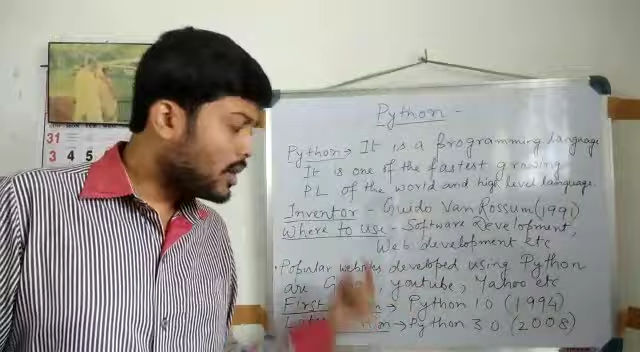 Python -
Python → It is a Programming Language
It is one of the fastest growing
PL of the world and high level language.
Inventor - Guido Van Rossum (1991)
Where to use - Software Development,
Web development etc
• Popular websites developed using Python
are youtube, Yahoo etc
First → Python 1.0 (1994)
→ Python 3.0 (2008)
31
3 4 5